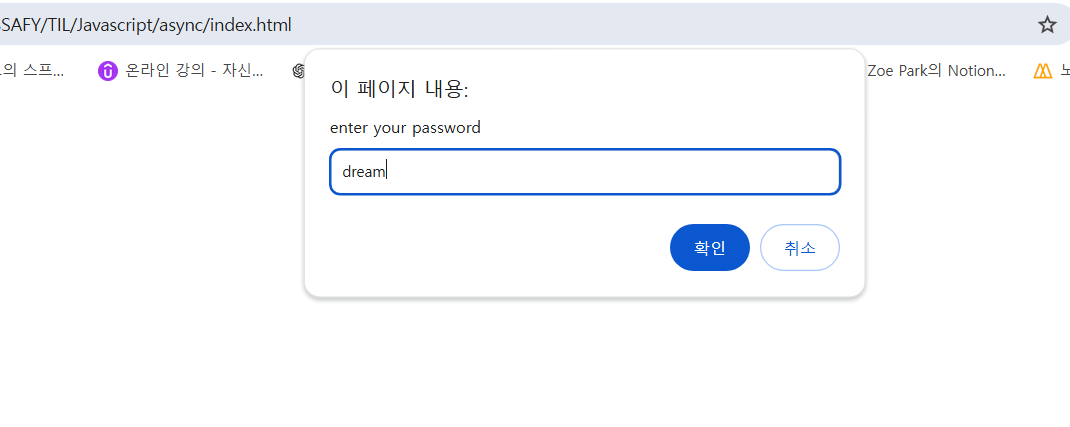 SAFY/TIL/Javascript/async/index.html
의 스프...
온라인 강의 - 자신...
Zoe Park의 Notion...
이 페이지 내용:
enter your password
dream
확인
취소